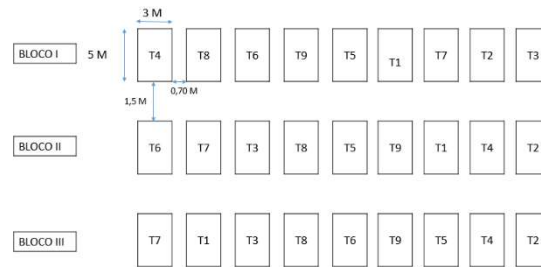 3 M
BLOCO I 5 M T4 T8 T6 T9 T5 T1 T7 T2 T3
0,70 M
1,5 M
BLOCO II T6 T7 T3 T8 T5 T9 T1 T4 T2
BLOCO III T7 T1 T3 T8 T6 T9 T5 T4 T2